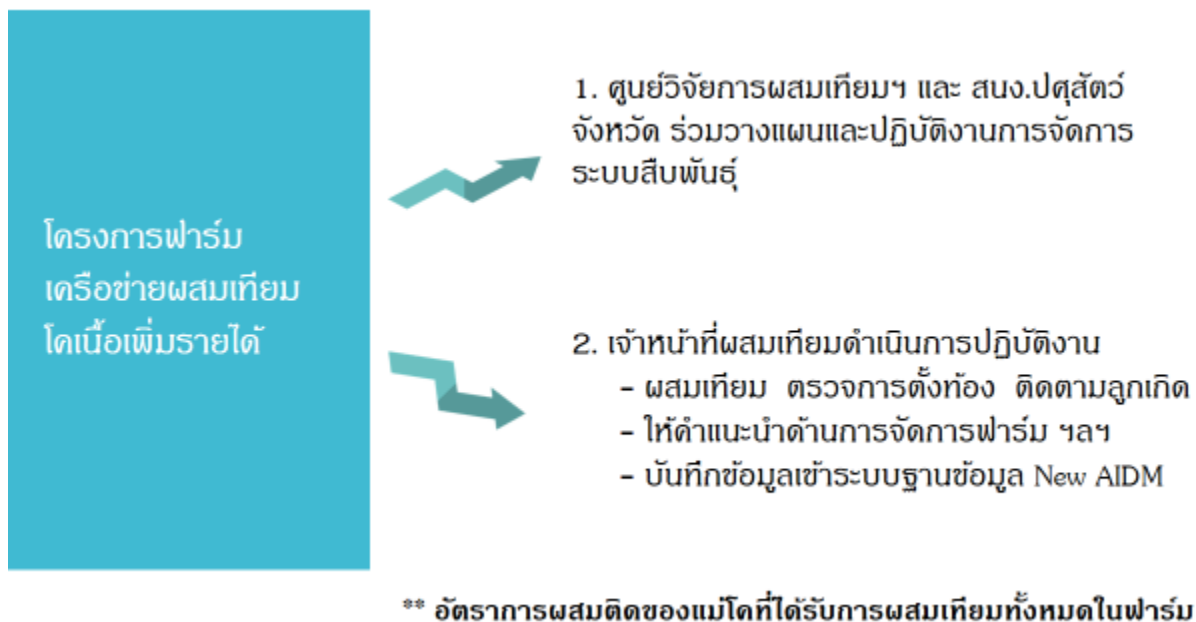 โครงการฟาร์ม
เครือข่ายผสมเทียม
โคเนื้อเพิ่มรายได้
1. ศูนย์วิจัยการผสมเทียมฯ และ สนง.ปศุสัตว์
จังหวัด ร่วมวางแผนและปฏิบัติงานการจัดการ
ระบบสืบพันธุ์
2. เจ้าหน้าที่ผสมเทียมดำเนินการปฏิบัติงาน
- ผสมเทียม ตรวจการตั้งท้อง ติดตามลูกเกิด
- ให้คำแนะนำด้านการจัดการฟาร์ม ฯลฯ
- บันทึกข้อมูลเข้าระบบฐานข้อมูล New AIDM
** อัตราการผสมติดของแม่โคที่ได้รับการผสมเทียมทั้งหมดในฟาร์ม